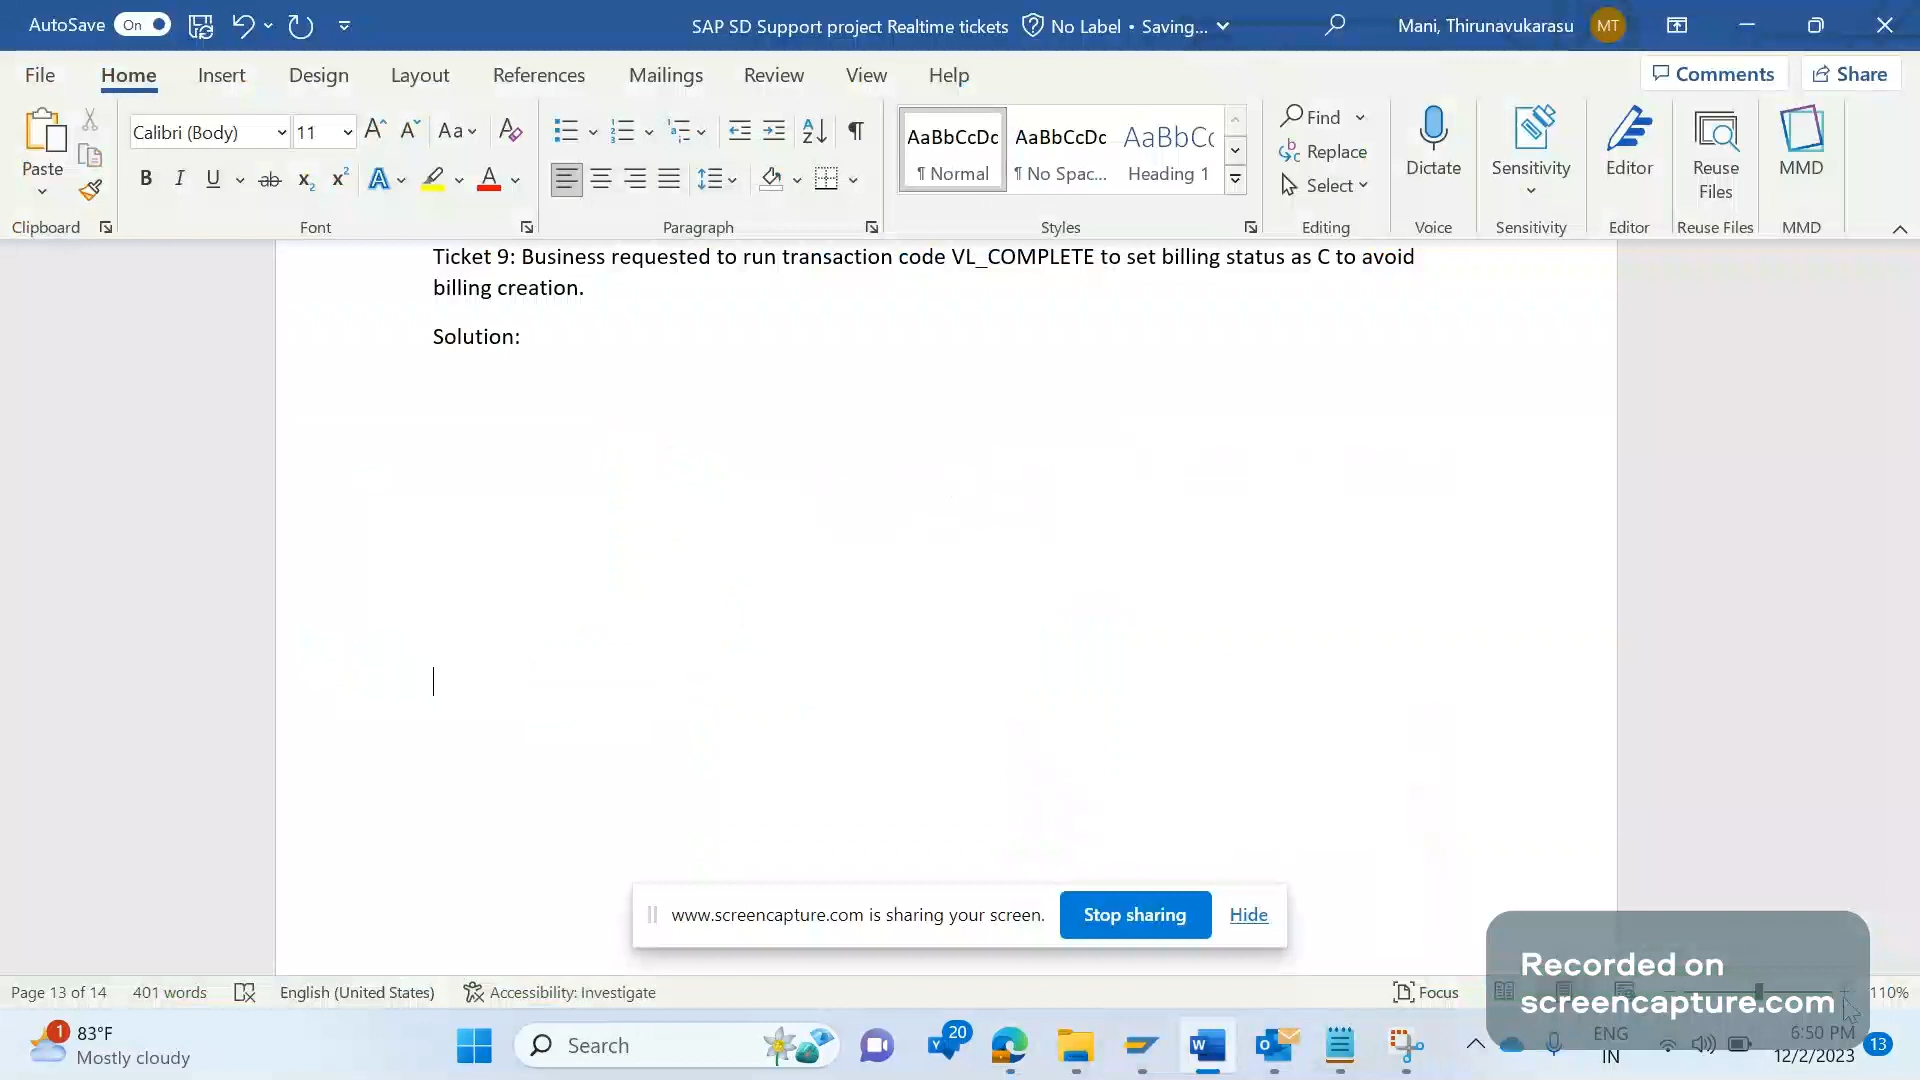 AutoSave On
SAP SD Support project Realtime tickets No Label • Saving...
Mani, Thirunavukarasu MT
File Home Insert Design Layout References Mailings Review View Help Comments Share
Paste
Calibri (Body) 11 Aa
AaBbCcDc AaBbCcDc AaBbCc
¶ Normal ¶ No Spac... Heading 1
Find
Replace
Select
Dictate Sensitivity Editor Reuse Files MMD
Clipboard Font Paragraph Styles Editing Voice Sensitivity Editor Reuse Files MMD
Ticket 9: Business requested to run transaction code VL_COMPLETE to set billing status as C to avoid
billing creation.
Solution:
www.screencapture.com is sharing your screen. Stop sharing Hide
Recorded on
screencapture.com
Page 13 of 14 401 words English (United States) Accessibility: Investigate Focus 110%
1 83°F
Mostly cloudy
Search
20
ENG
IN
6:50 PM
12/2/2023
13